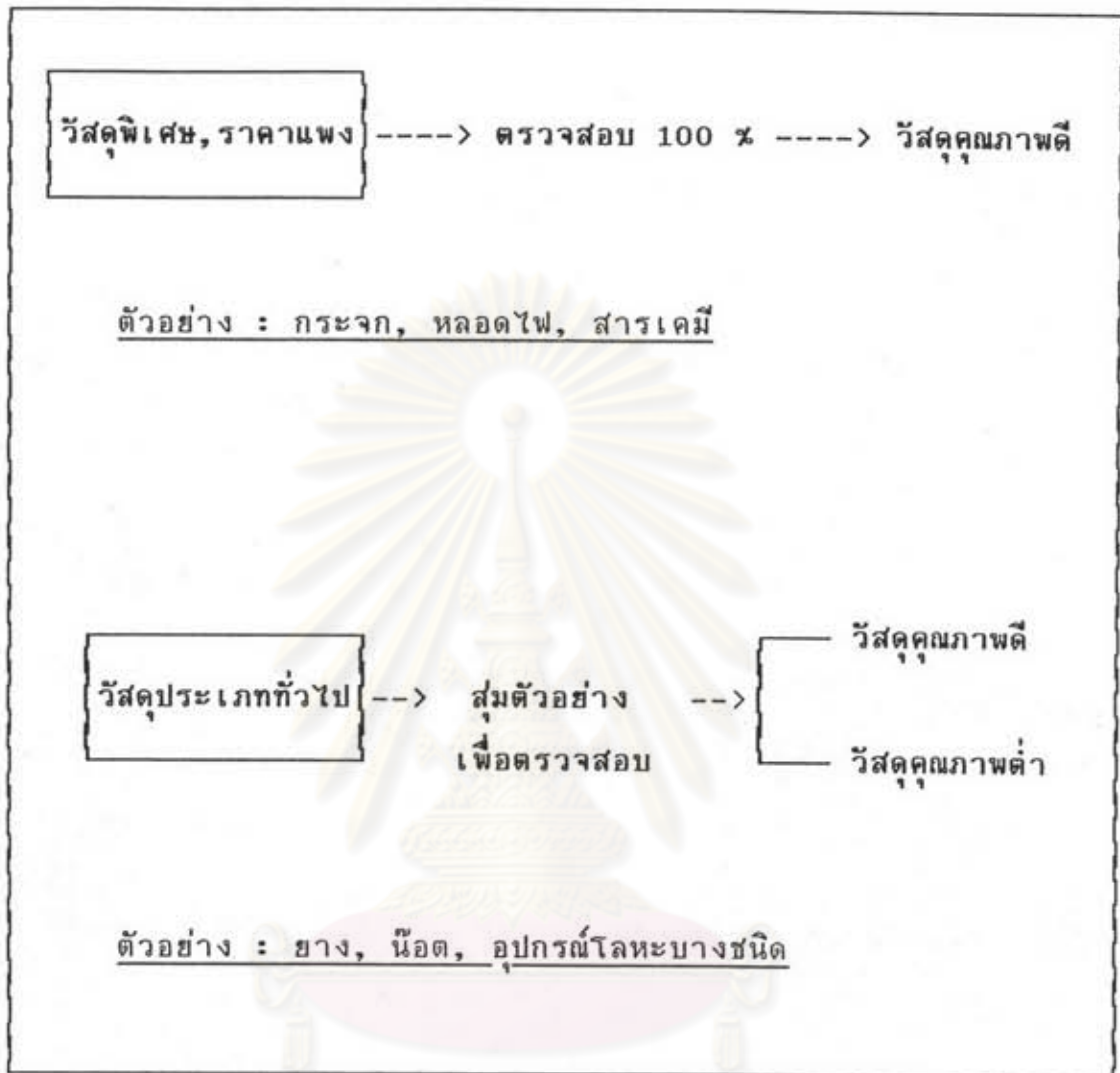 วัสดุพิเศษ,ราคาแพง ----> ตรวจสอบ 100 % ----> วัสดุคุณภาพดี
ตัวอย่าง : กระจก, หลอดไฟ, สารเคมี
วัสดุคุณภาพดี
วัสดุประเภททั่วไป --> สุ่มตัวอย่าง -->
เพื่อตรวจสอบ วัสดุคุณภาพต่ำ
ตัวอย่าง : ยาง, น๊อต, อุปกรณ์โลหะบางชนิด